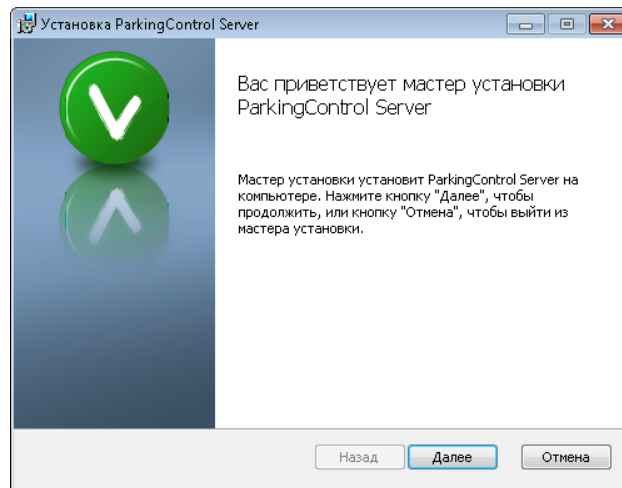 Установка ParkingControl Server
Вас приветствует мастер установки
ParkingControl Server
Мастер установки установит ParkingControl Server на
компьютере. Нажмите кнопку "Далее", чтобы
продолжить, или кнопку "Отмена", чтобы выйти из
мастера установки.
Назад
Далее
Отмена